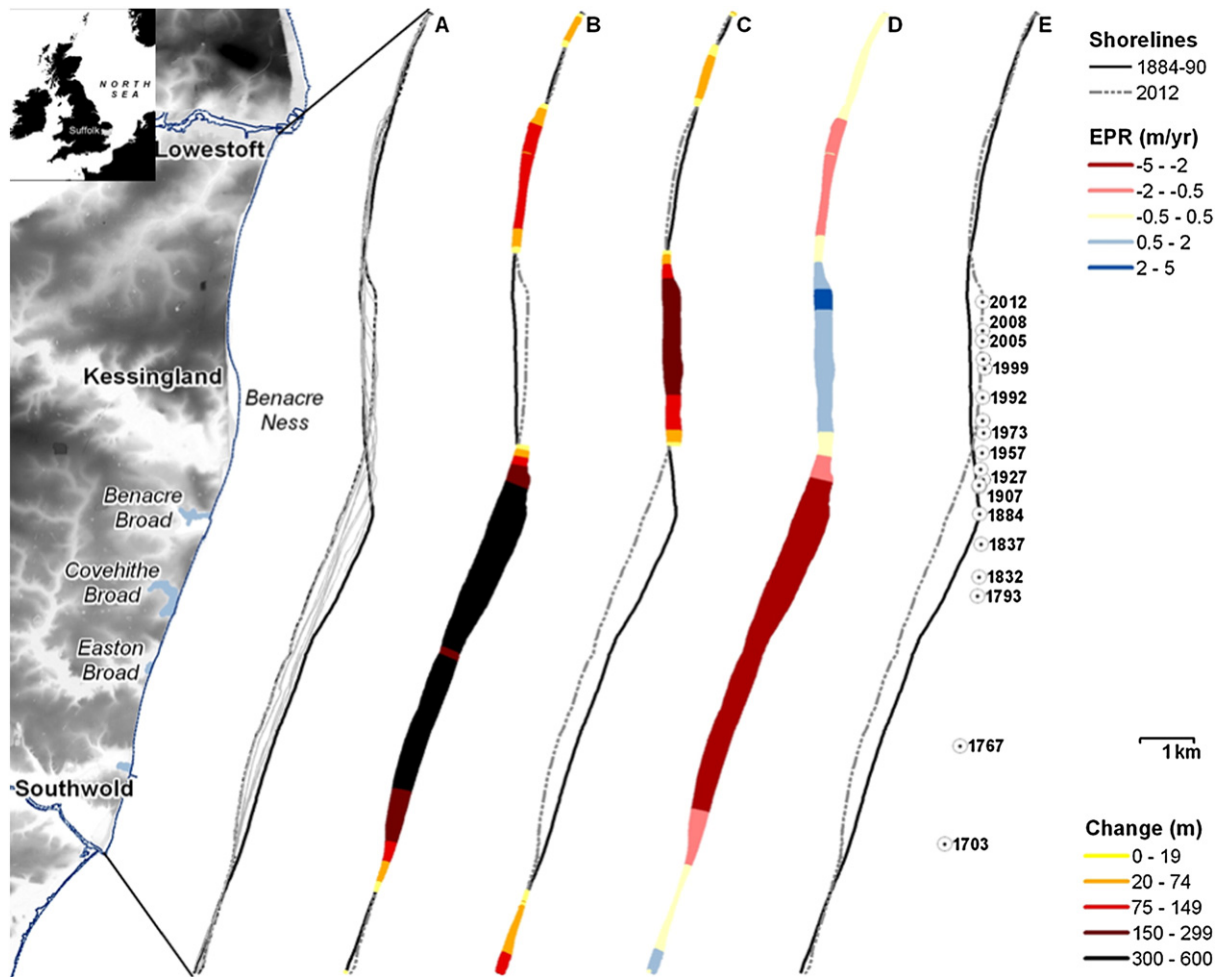 A
B
C
D
E
NORTH
SEA
Suffolk
Lowestoft
Kessingland
Benacre
Ness
Benacre
Broad
Covehithe
Broad
Easton
Broad
Southwold
Shorelines
1884-90
2012
EPR (m/yr)
-5 - -2
-2 - -0.5
-0.5 - 0.5
0.5 - 2
2 - 5
2012
2008
2005
1999
1992
1973
1957
1927
1907
1884
1837
1832
1793
1767
1703
1 km
Change (m)
0 - 19
20 - 74
75 - 149
150 - 299
300 - 600